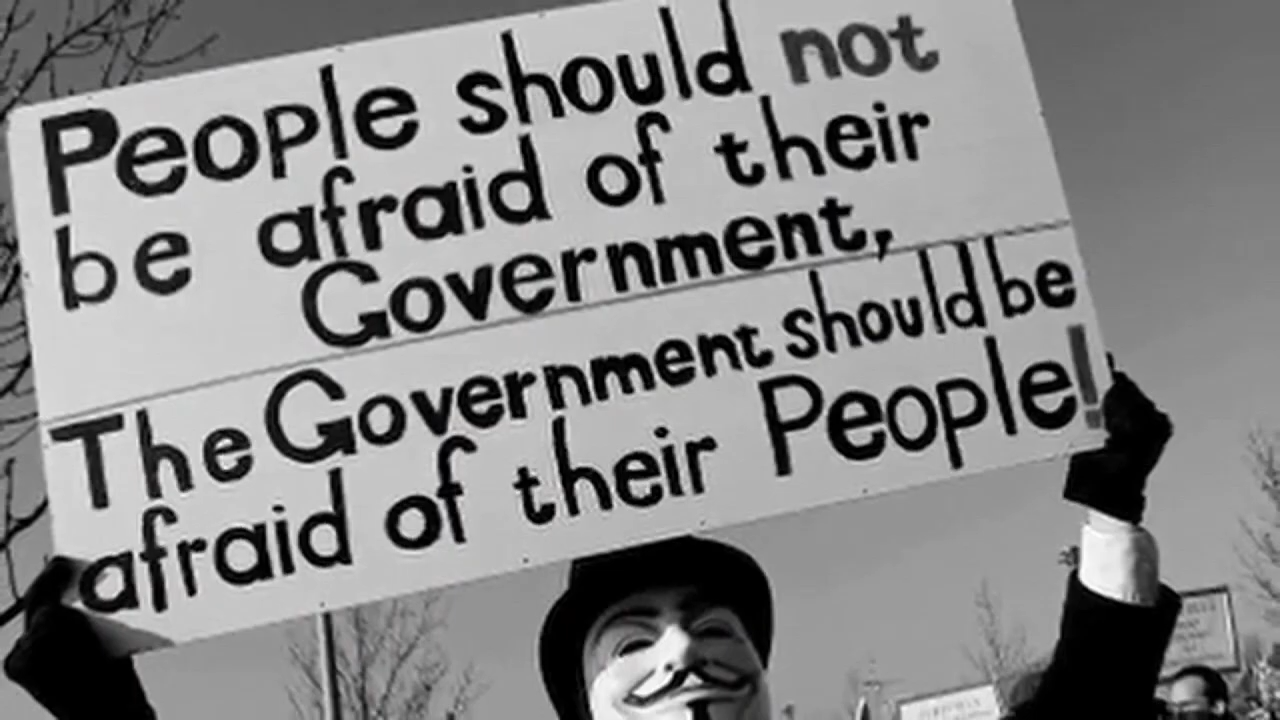 People should not
be afraid of their
Government,
The Government should be
afraid of their People!